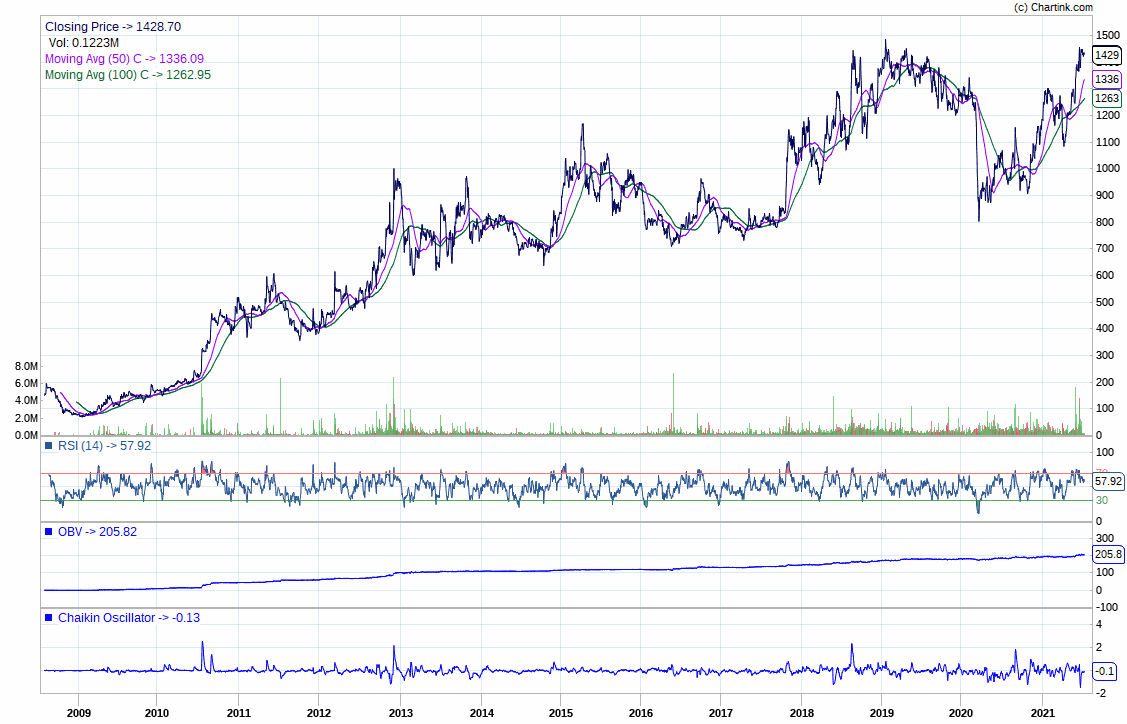 (c) Chartink.com
Closing Price -> 1428.70
Vol: 0.1223M
Moving Avg (50) C -> 1336.09
Moving Avg (100) C -> 1262.95
1500
1429
1336
1263
1200
1100
1000
900
800
700
600
500
400
300
200
100
0
8.0M
6.0M
4.0M
2.0M
0.0M
RSI (14) -> 57.92
100
70
57.92
30
0
OBV -> 205.82
300
205.8
100
0
-100
Chaikin Oscillator -> -0.13
4
2
-0.1
-2
2009 2010 2011 2012 2013 2014 2015 2016 2017 2018 2019 2020 2021